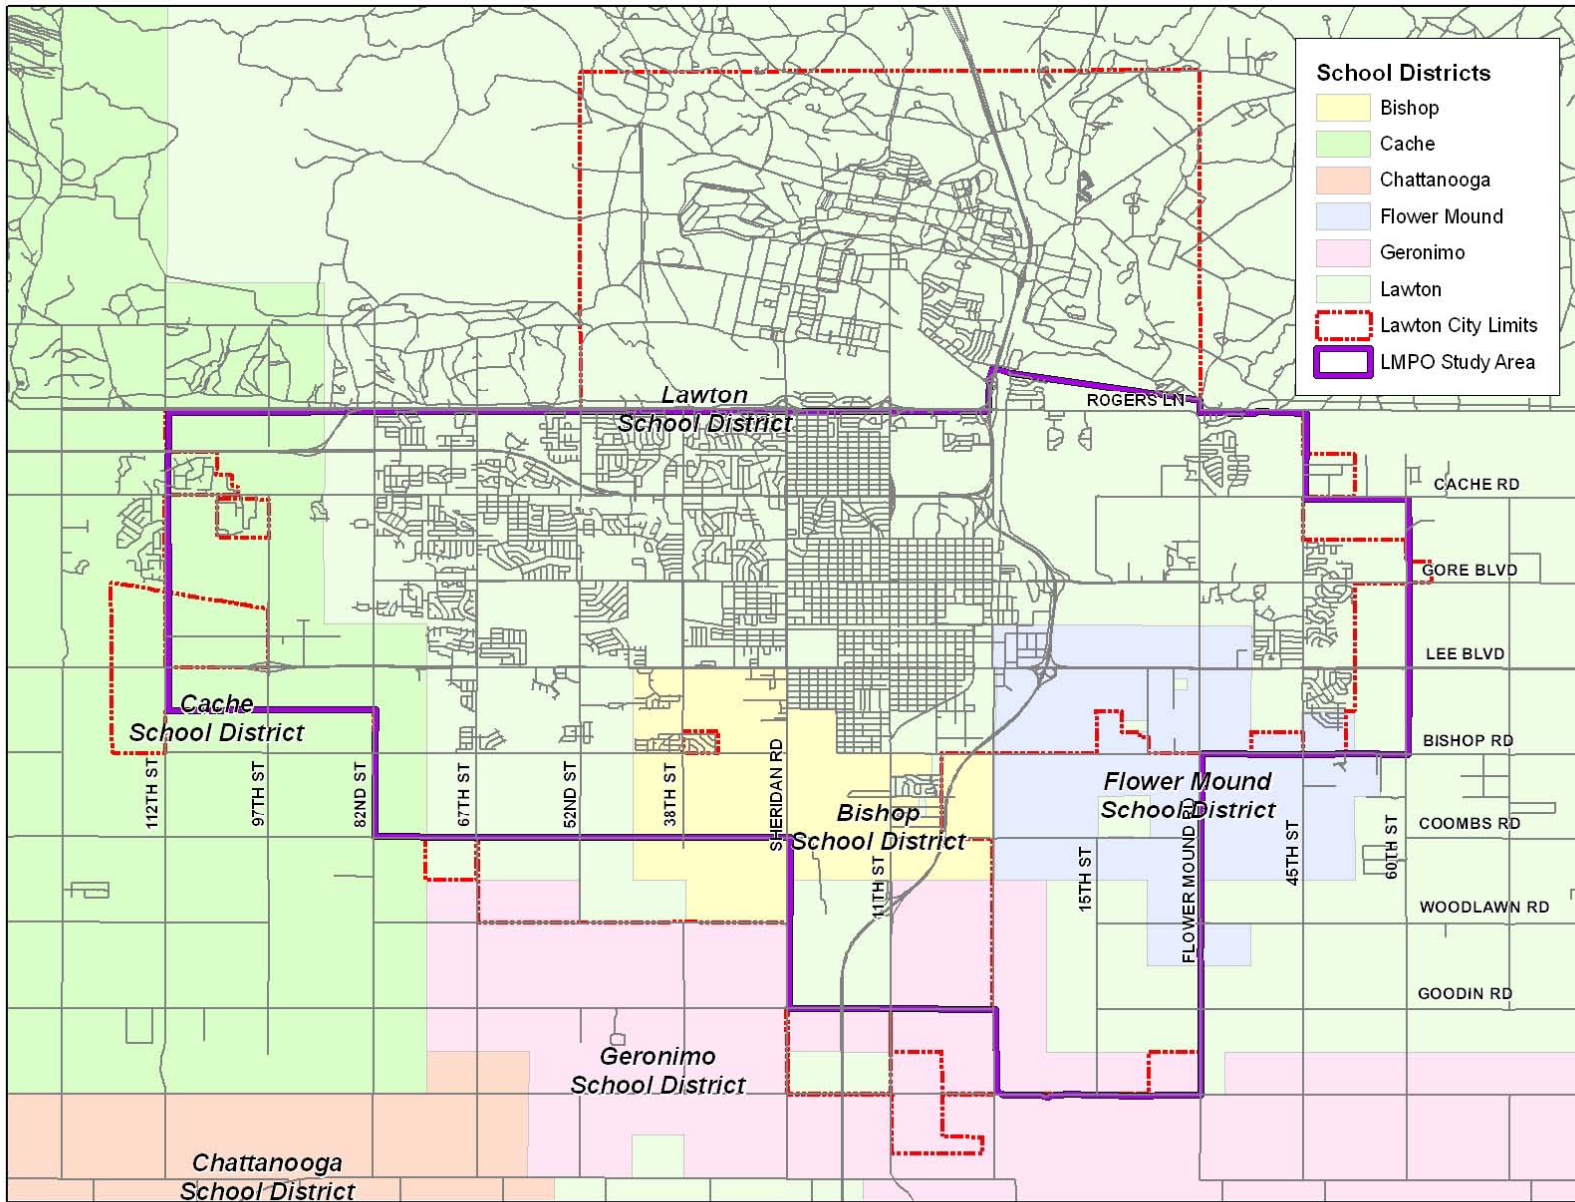 School Districts
Bishop
Cache
Chattanooga
Flower Mound
Geronimo
Lawton
Lawton City Limits
LMPO Study Area
Lawton
School District
ROGERS LN
CACHE RD
GORE BLVD
LEE BLVD
Cache
School District
BISHOP RD
112TH ST
97TH ST
82ND ST
67TH ST
52ND ST
38TH ST
SHERIDAN RD
Flower Mound
School District
Bishop
School District
COOMBS RD
11TH ST
15TH ST
FLOWER MOUND RD
45TH ST
60TH ST
WOODLAWN RD
GOODIN RD
Geronimo
School District
Chattanooga
School District